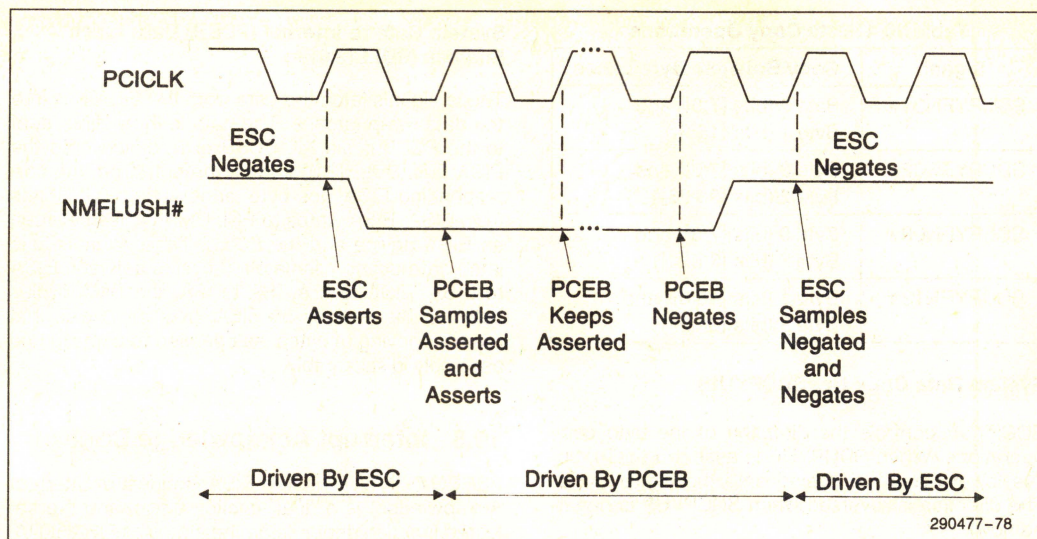 PCICLK
ESC
Negates
ESC
Negates
NMFLUSH#
ESC
Asserts
PCEB
Samples
Asserted
and
Asserts
PCEB
Keeps
Asserted
PCEB
Negates
ESC
Samples
Negated
and
Negates
Driven By ESC
Driven By PCEB
Driven By ESC
290477-78